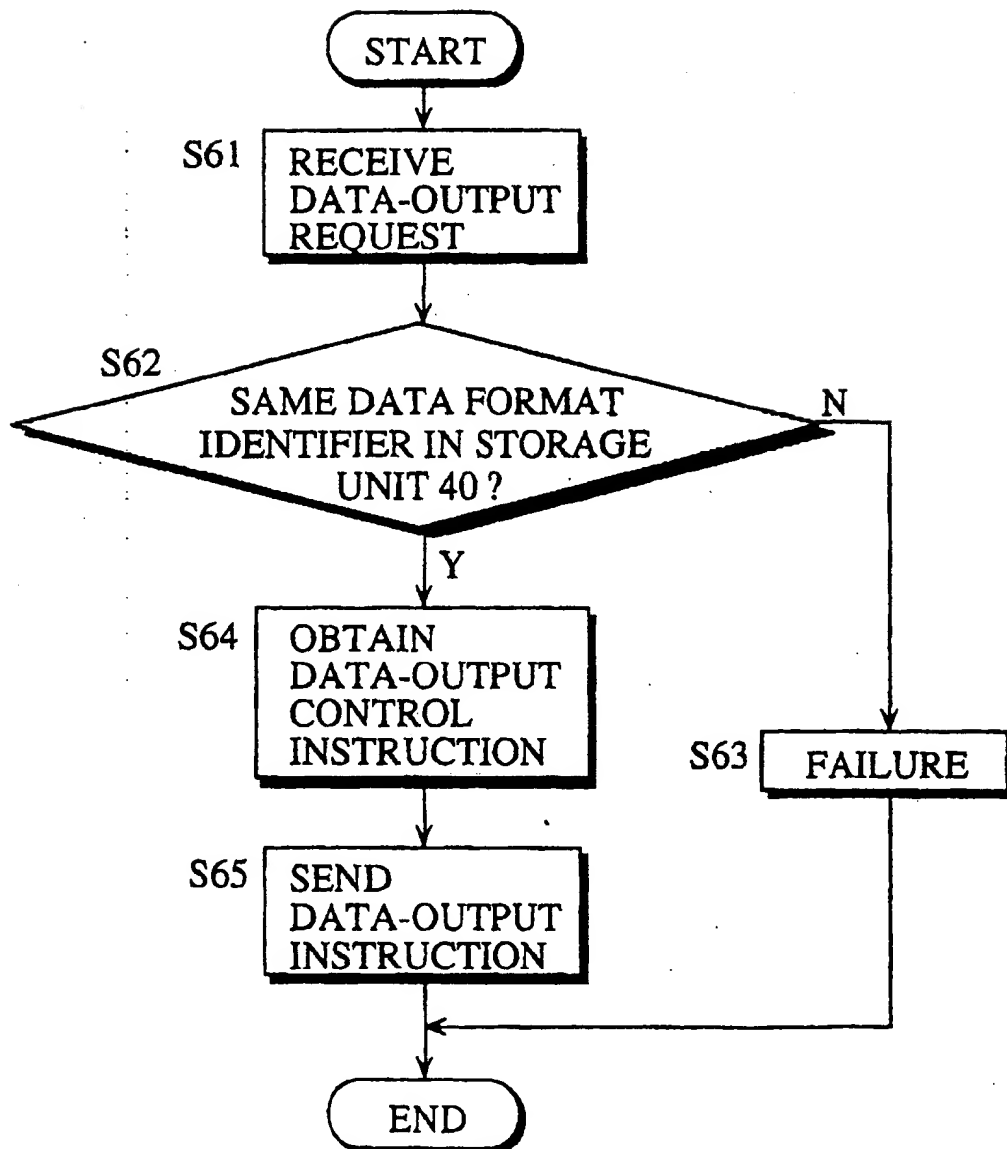 START
S61
RECEIVE
DATA-OUTPUT
REQUEST
S62
SAME DATA FORMAT
IDENTIFIER IN STORAGE
UNIT 40 ?
N
Y
S64
OBTAIN
DATA-OUTPUT
CONTROL
INSTRUCTION
S63
FAILURE
S65
SEND
DATA-OUTPUT
INSTRUCTION
END